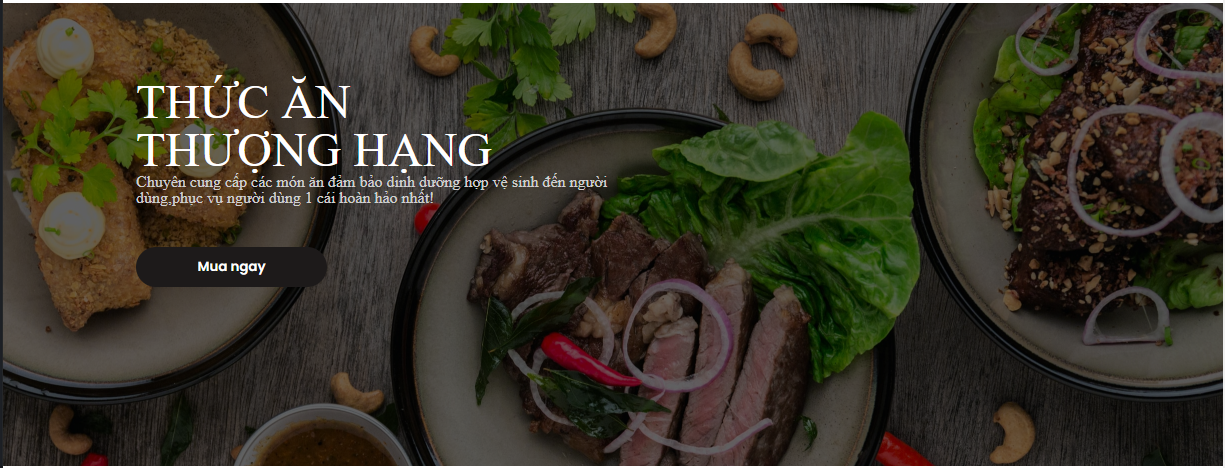 THỨC ĂN
THƯỢNG HẠNG
Chuyên cung cấp các món ăn đảm bảo dinh dưỡng hợp vệ sinh đến người
dùng,phục vụ người dùng 1 cái hoàn hảo nhất!
Mua ngay